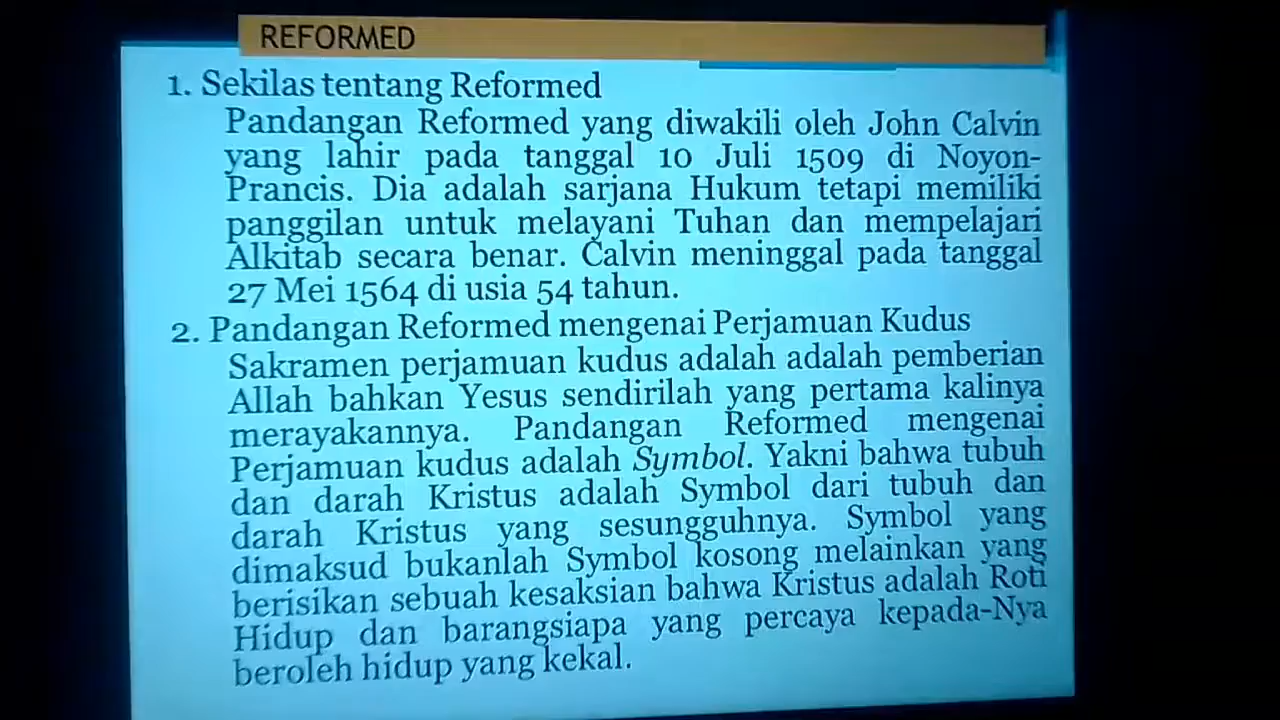 REFORMED
1. Sekilas tentang Reformed
Pandangan Reformed yang diwakili oleh John Calvin
yang lahir pada tanggal 10 Juli 1509 di Noyon-
Prancis. Dia adalah sarjana Hukum tetapi memiliki
panggilan untuk melayani Tuhan dan mempelajari
Alkitab secara benar. Calvin meninggal pada tanggal
27 Mei 1564 di usia 54 tahun.
2. Pandangan Reformed mengenai Perjamuan Kudus
Sakramen perjamuan kudus adalah adalah pemberian
Allah bahkan Yesus sendirilah yang pertama kalinya
merayakannya. Pandangan Reformed mengenai
Perjamuan kudus adalah Symbol. Yakni bahwa tubuh
dan darah Kristus adalah Symbol dari tubuh dan
darah Kristus yang sesungguhnya. Symbol yang
dimaksud bukanlah Symbol kosong melainkan yang
berisikan sebuah kesaksian bahwa Kristus adalah Roti
Hidup dan barangsiapa yang percaya kepada-Nya
beroleh hidup yang kekal.